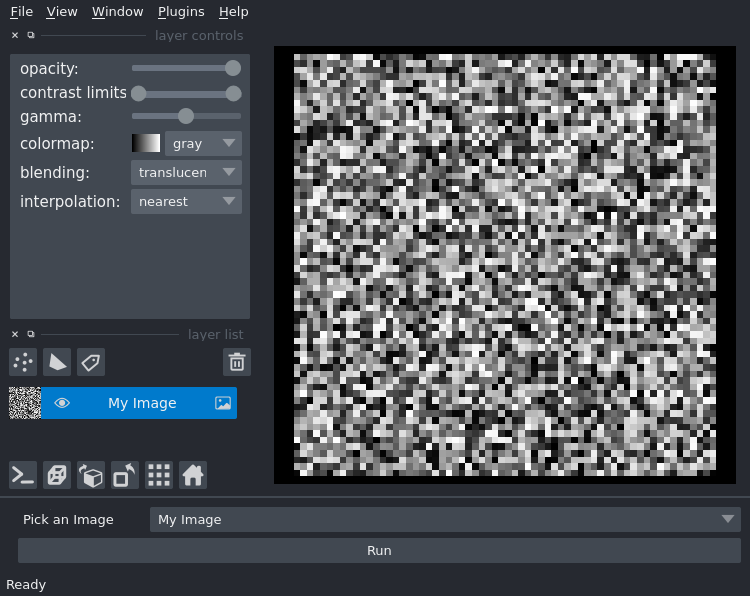 File View Window Plugins Help
layer controls
opacity:
contrast limits
gamma:
colormap: gray
blending: translucen
interpolation: nearest
layer list
My Image
Pick an Image My Image
Run
Ready